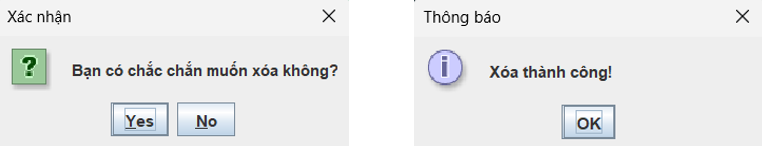 Xác nhận
Bạn có chắc chắn muốn xóa không?
Yes No
Thông báo
Xóa thành công!
OK